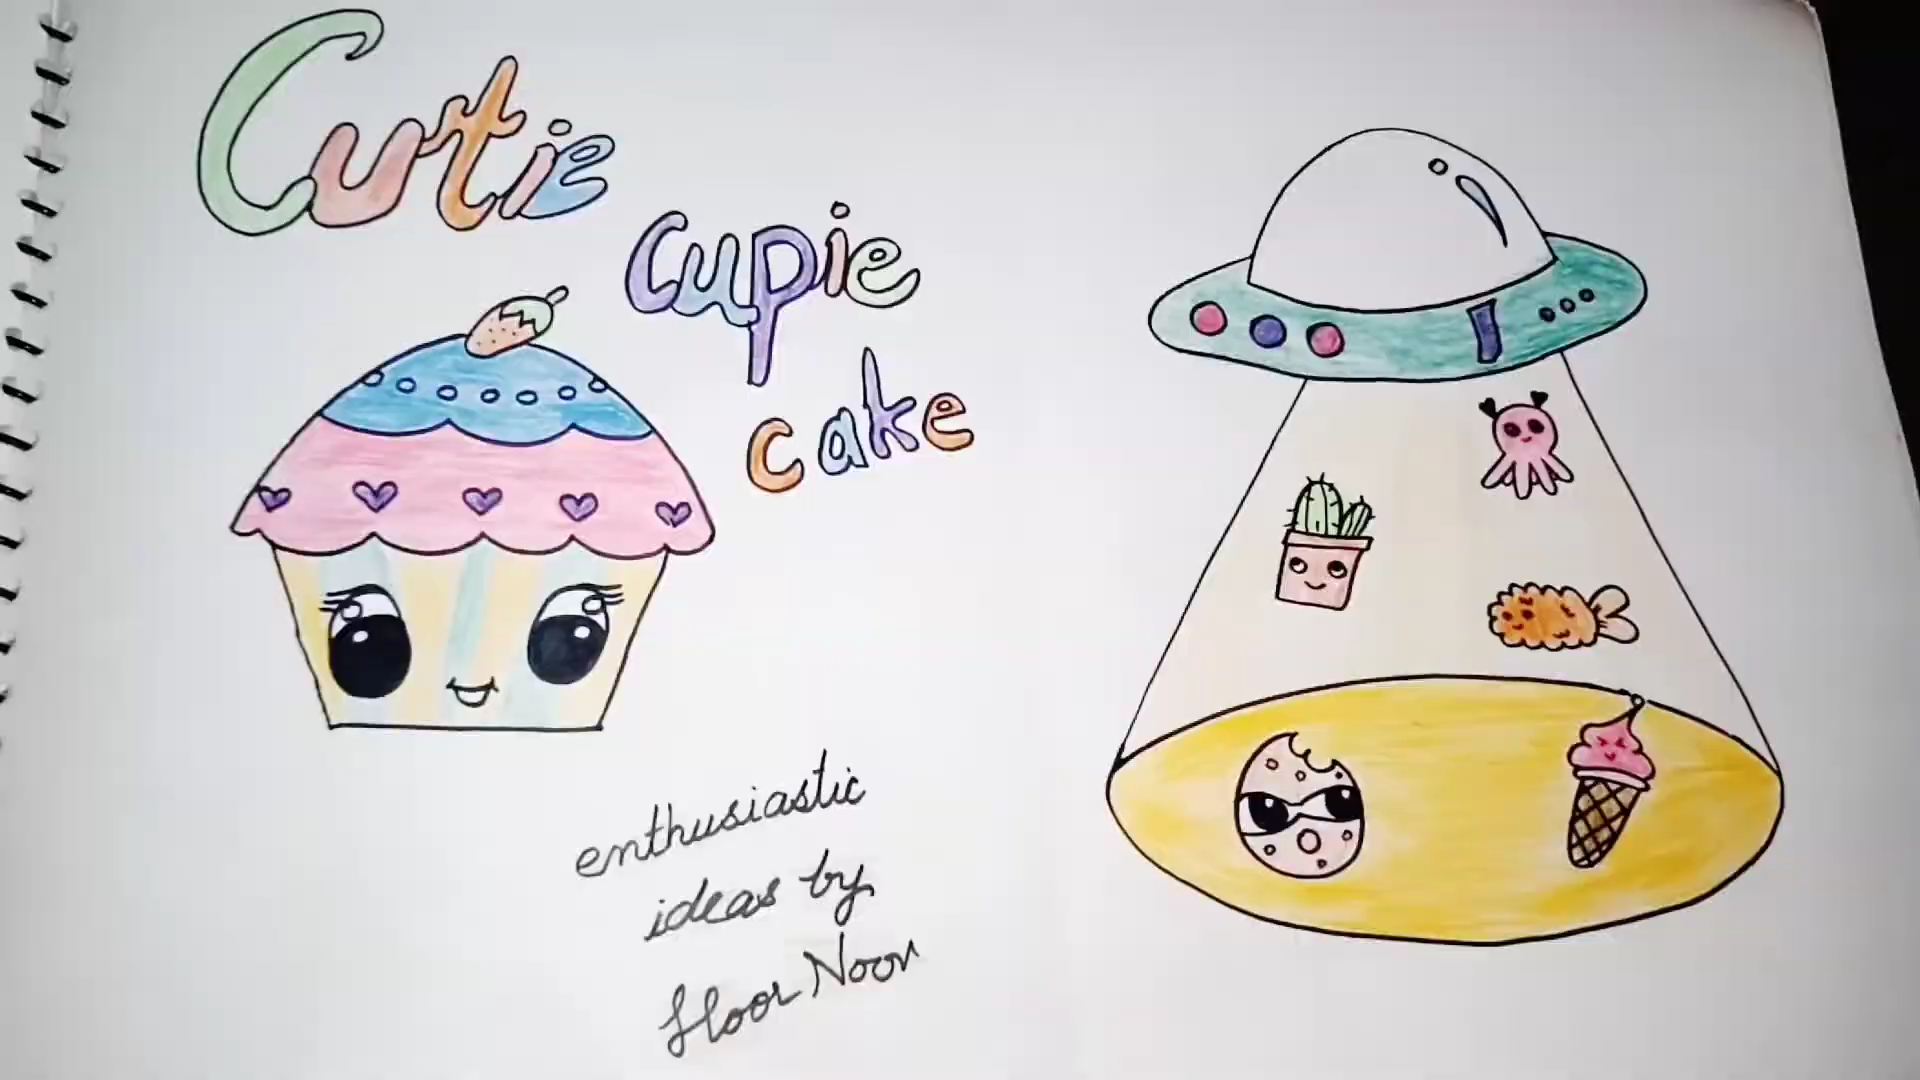 Cutie
cupie
cake
enthusiastic
ideas by
Hoor Noor